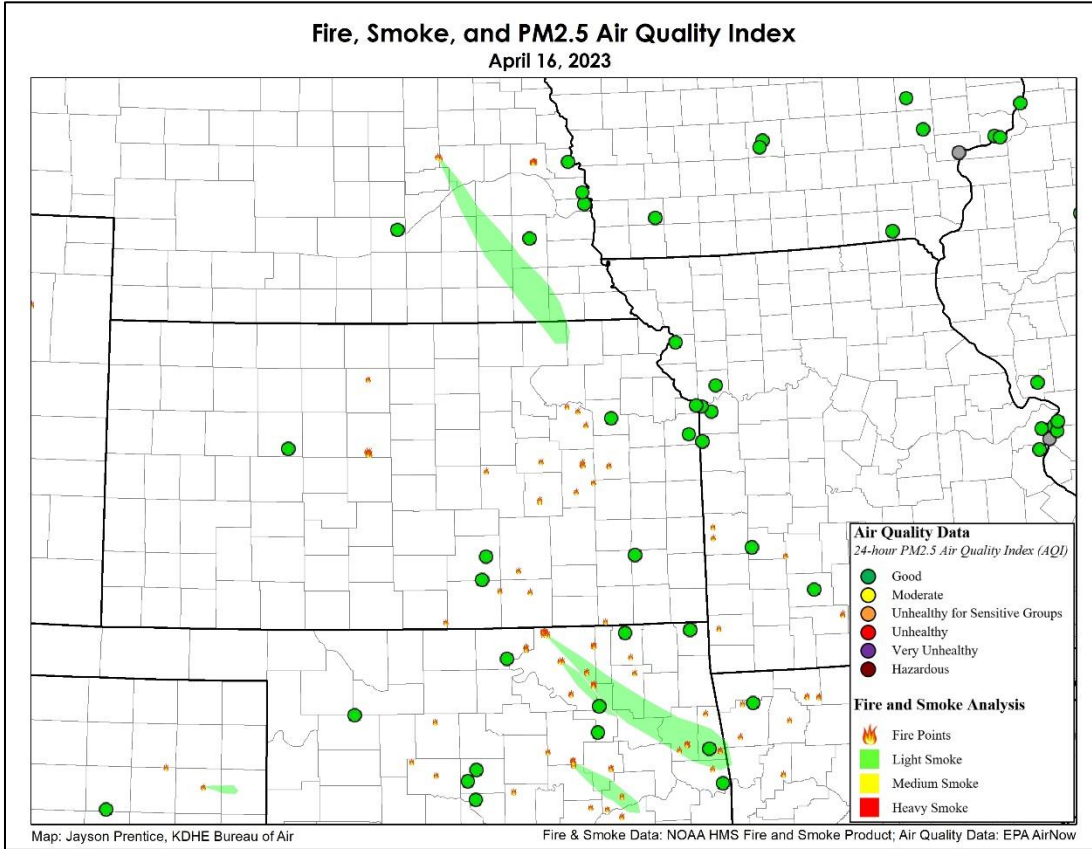 Fire, Smoke, and PM2.5 Air Quality Index
April 16, 2023
Air Quality Data
24-hour PM2.5 Air Quality Index (AQI)
Good
Moderate
Unhealthy for Sensitive Groups
Unhealthy
Very Unhealthy
Hazardous
Fire and Smoke Analysis
Fire Points
Light Smoke
Medium Smoke
Heavy Smoke
Map: Jayson Prentice, KDHE Bureau of Air
Fire & Smoke Data: NOAA HMS Fire and Smoke Product; Air Quality Data: EPA AirNow